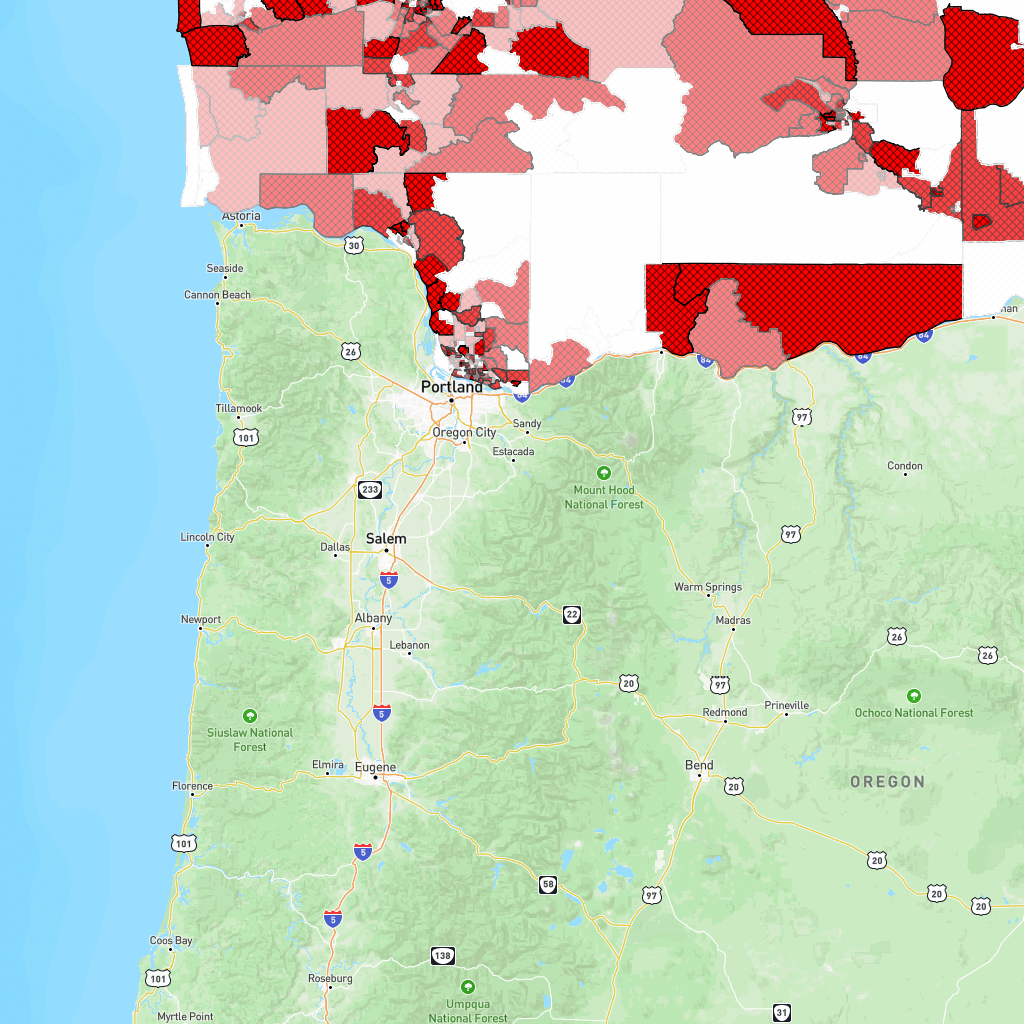 Astoria
30
Seaside
Cannon Beach
26
84
84
84
84
84
Portland
Tillamook
97
101
Oregon City
Sandy
Estacada
Condon
233
Mount Hood
National Forest
Lincoln City
Salem
Dallas
97
5
Warm Springs
22
Newport
Albany
Madras
26
Lebanon
26
20
97
Ochoco National Forest
5
Redmond
Prineville
Siuslaw National
Forest
Elmira
Eugene
Bend
Florence
20
OREGON
101
5
20
58
97
20
20
5
Coos Bay
138
101
Roseburg
Umpqua
National Forest
Myrtle Point
31